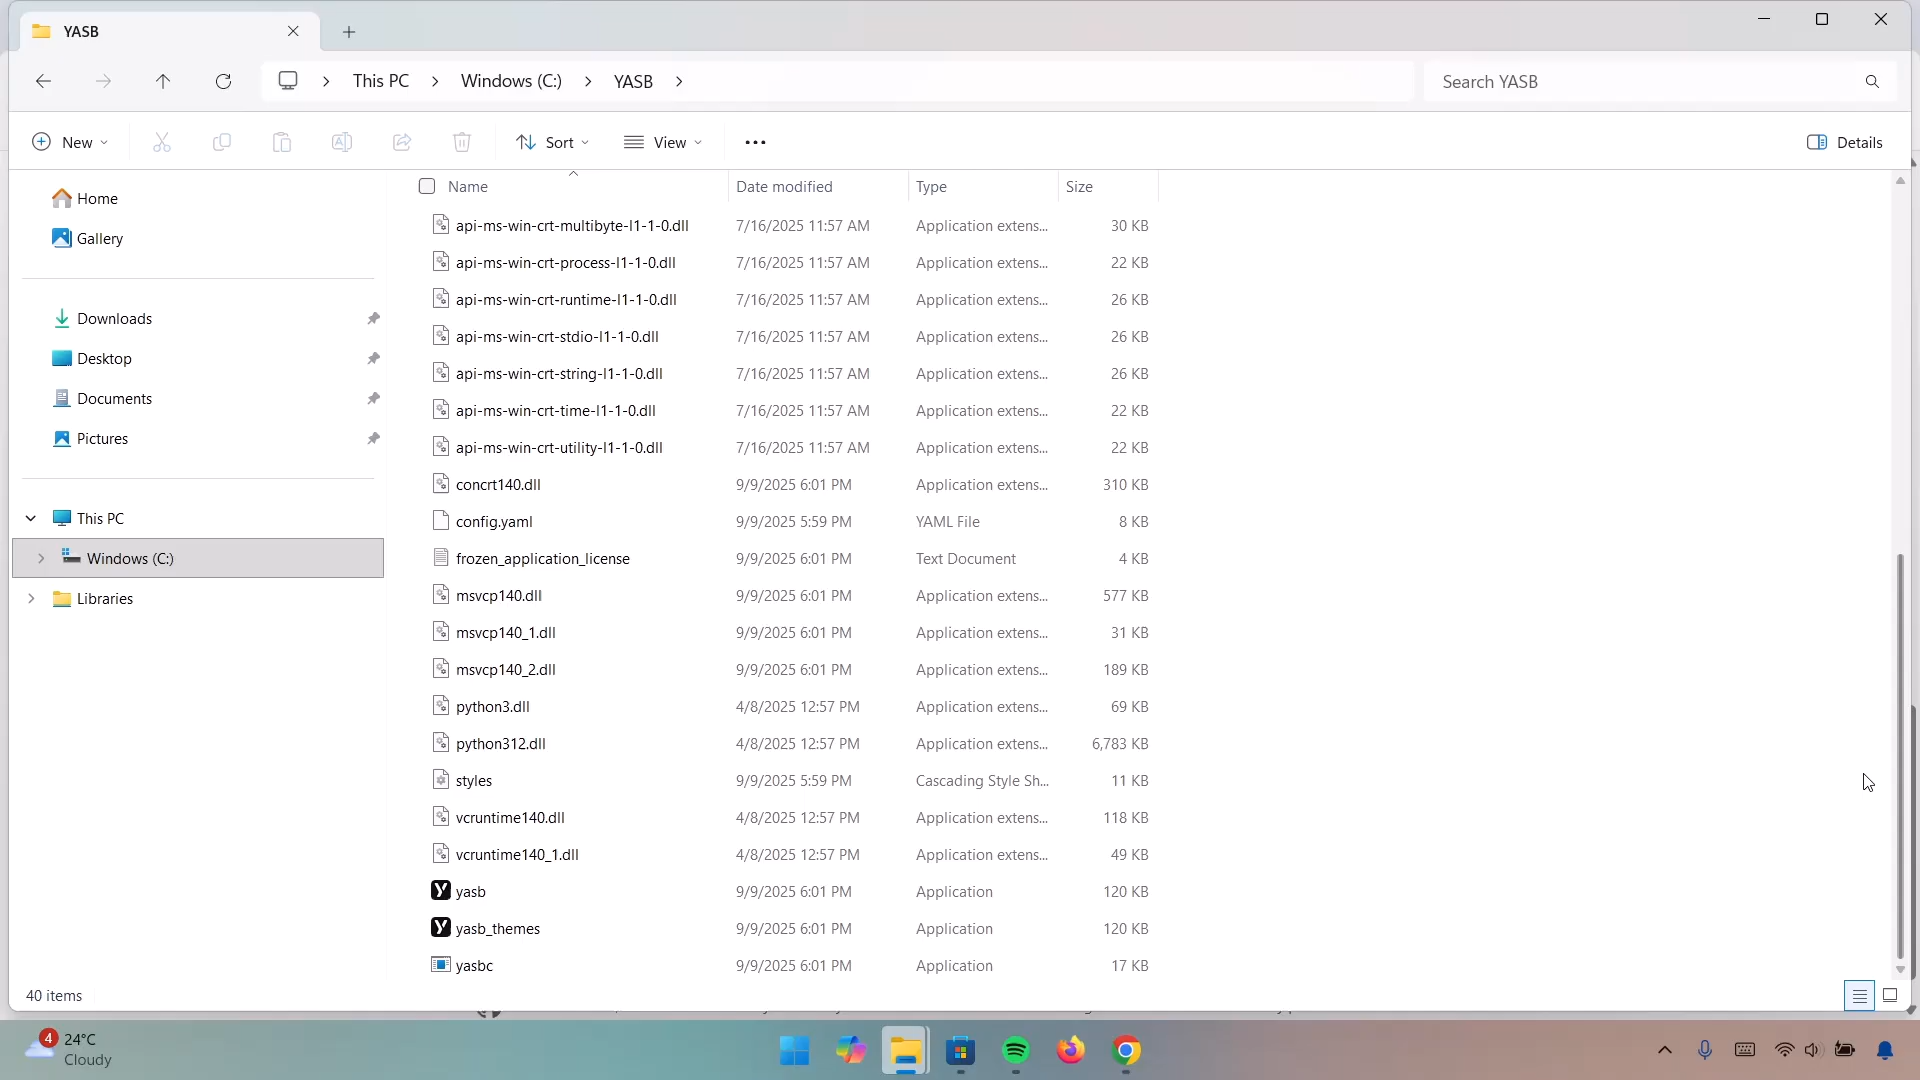 YASB
This PC > Windows (C:) > YASB >
Search YASB
New
Sort
View
Details
Home
Gallery
Downloads
Desktop
Documents
Pictures
This PC
Windows (C:)
Libraries
Name Date modified Type Size
api-ms-win-crt-multibyte-l1-1-0.dll 7/16/2025 11:57 AM Application extens... 30 KB
api-ms-win-crt-process-l1-1-0.dll 7/16/2025 11:57 AM Application extens... 22 KB
api-ms-win-crt-runtime-l1-1-0.dll 7/16/2025 11:57 AM Application extens... 26 KB
api-ms-win-crt-stdio-l1-1-0.dll 7/16/2025 11:57 AM Application extens... 26 KB
api-ms-win-crt-string-l1-1-0.dll 7/16/2025 11:57 AM Application extens... 26 KB
api-ms-win-crt-time-l1-1-0.dll 7/16/2025 11:57 AM Application extens... 22 KB
api-ms-win-crt-utility-l1-1-0.dll 7/16/2025 11:57 AM Application extens... 22 KB
concrt140.dll 9/9/2025 6:01 PM Application extens... 310 KB
config.yaml 9/9/2025 5:59 PM YAML File 8 KB
frozen_application_license 9/9/2025 6:01 PM Text Document 4 KB
msvcp140.dll 9/9/2025 6:01 PM Application extens... 577 KB
msvcp140_1.dll 9/9/2025 6:01 PM Application extens... 31 KB
msvcp140_2.dll 9/9/2025 6:01 PM Application extens... 189 KB
python3.dll 4/8/2025 12:57 PM Application extens... 69 KB
python312.dll 4/8/2025 12:57 PM Application extens... 6,783 KB
styles 9/9/2025 5:59 PM Cascading Style Sh... 11 KB
vcruntime140.dll 4/8/2025 12:57 PM Application extens... 118 KB
vcruntime140_1.dll 4/8/2025 12:57 PM Application extens... 49 KB
yasb 9/9/2025 6:01 PM Application 120 KB
yasb_themes 9/9/2025 6:01 PM Application 120 KB
yasbc 9/9/2025 6:01 PM Application 17 KB
40 items
4
24°C
Cloudy